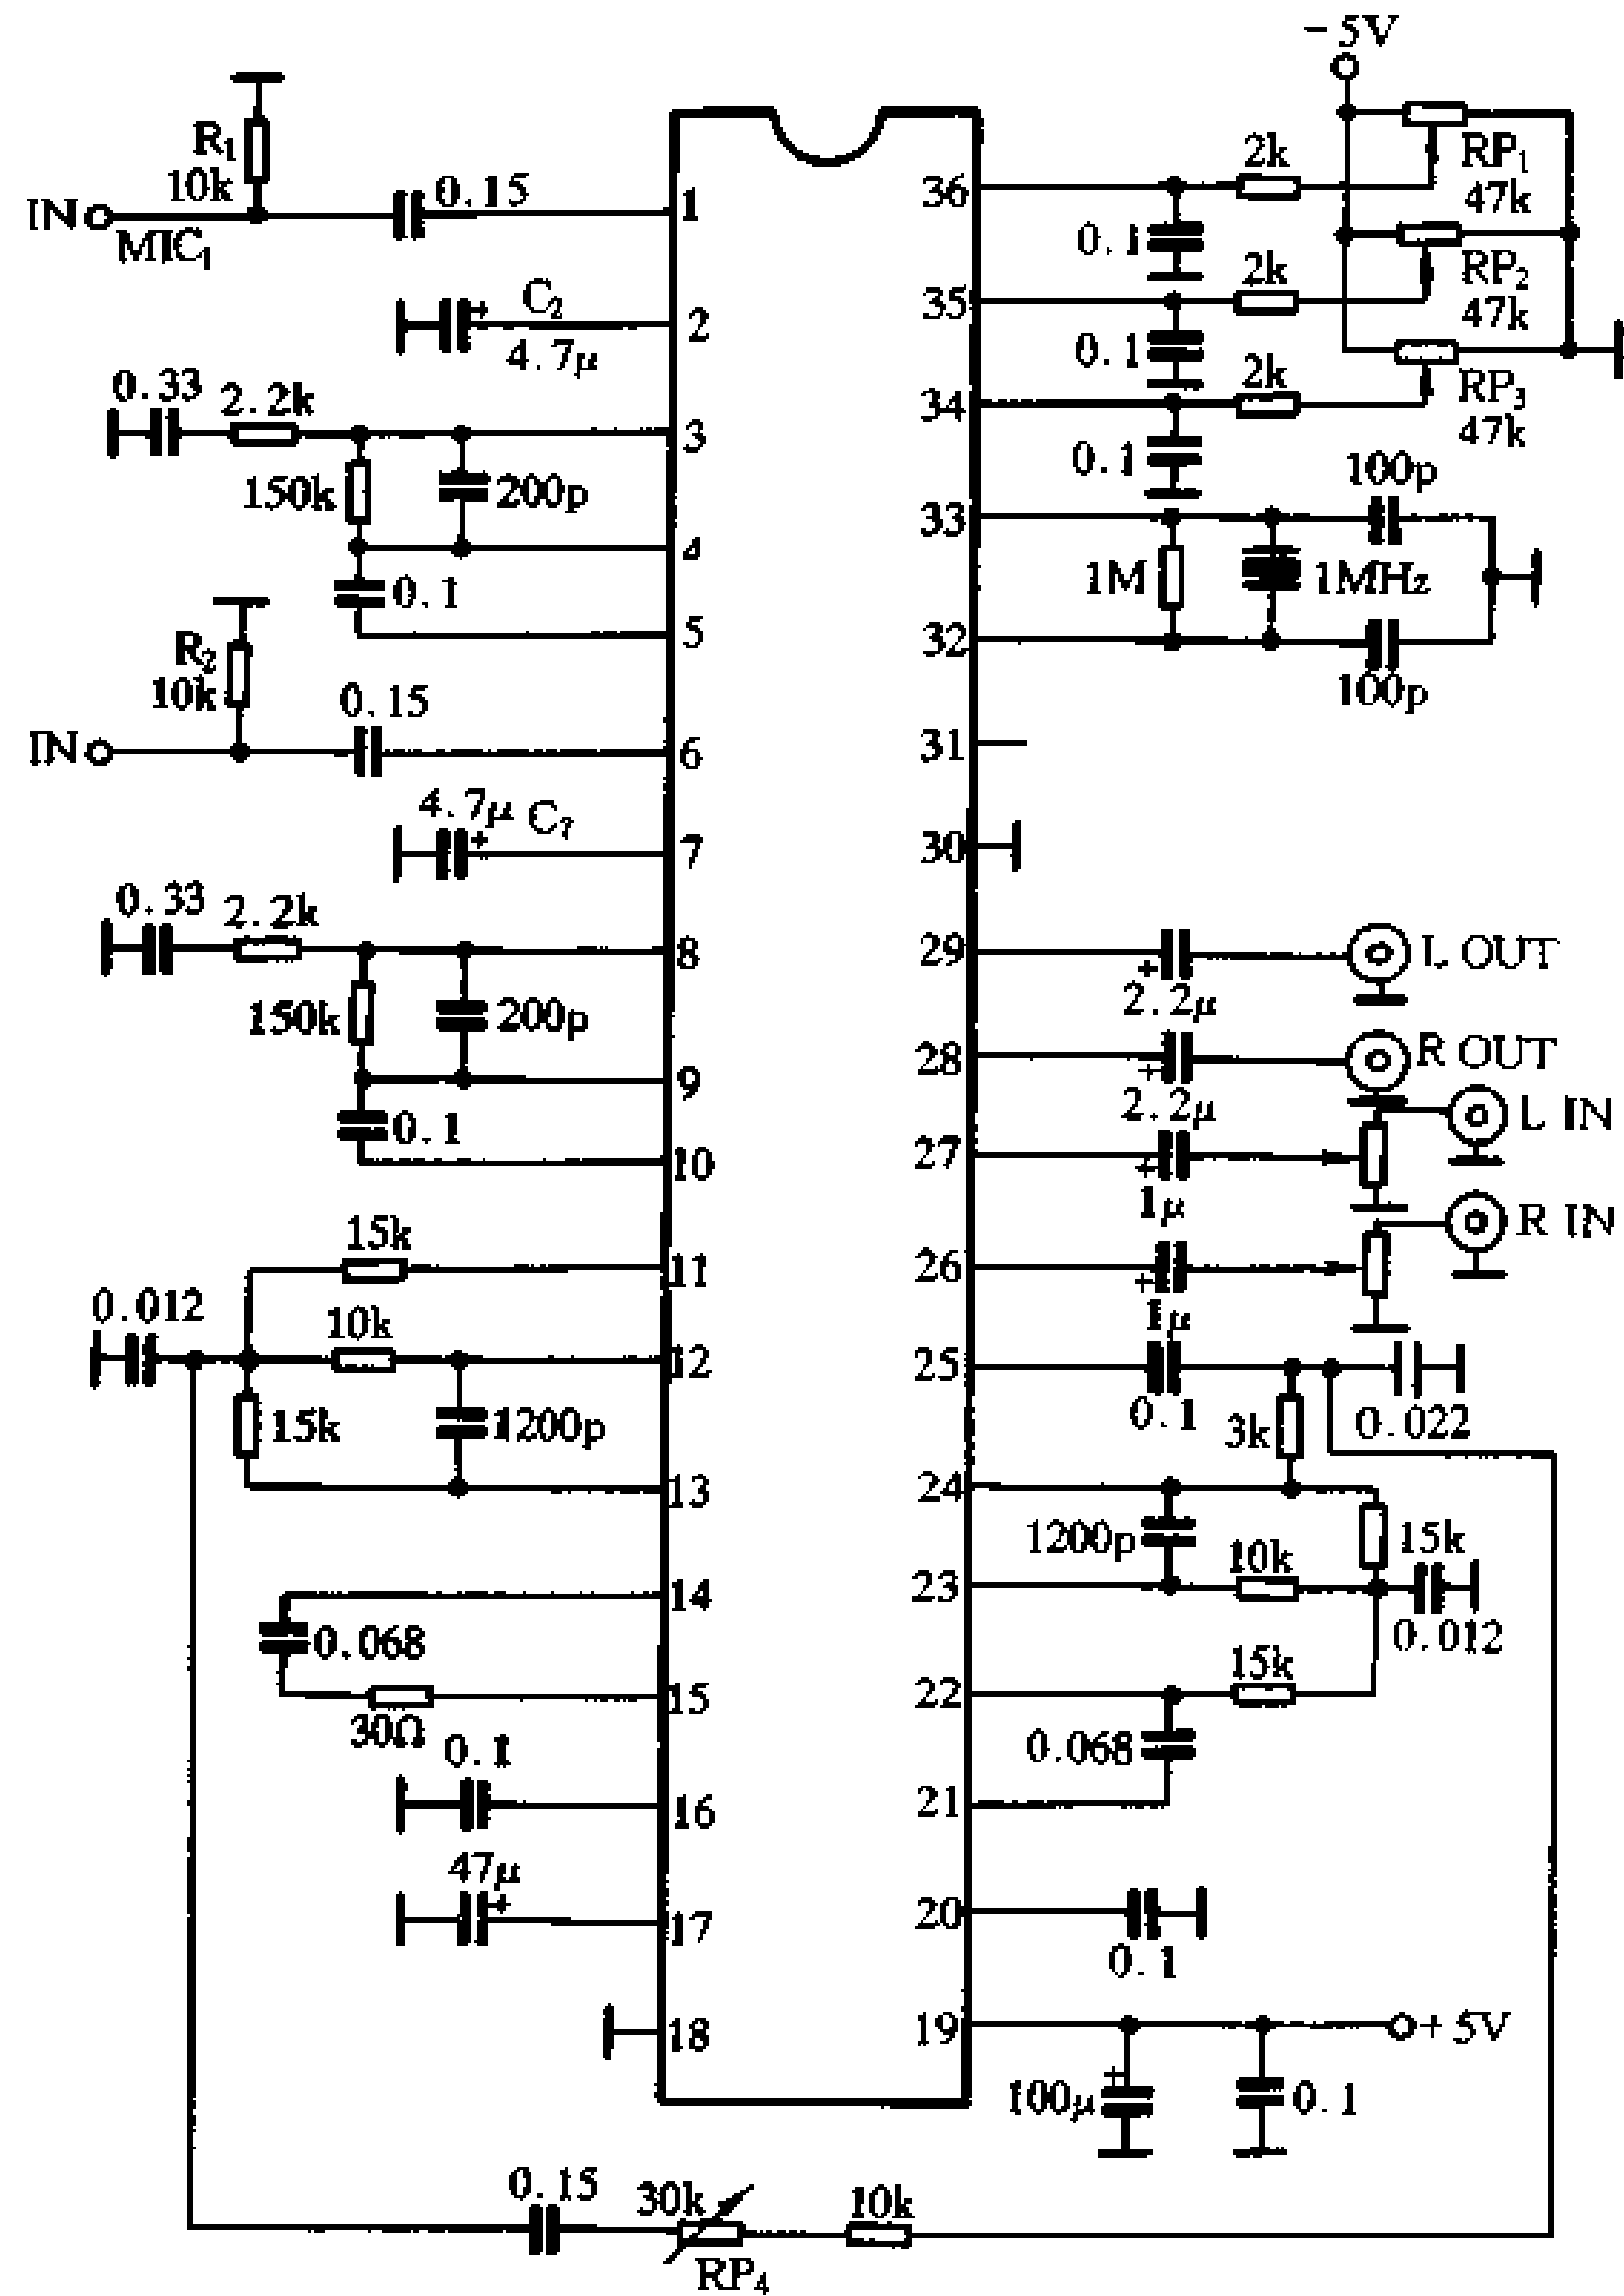 －5V
R₁
10k
IN
MIC₁
0.15
1
36
2k
RP₁
47k
0.1
C₂
4.7μ
2
35
2k
RP₂
47k
0.1
0.33
2.2k
3
34
2k
RP₃
47k
0.1
150k
200p
33
100p
4
1M
1MHz
0.1
5
32
100p
R₂
10k
0.15
IN
6
31
4.7μ
C₇
7
30
0.33
2.2k
8
29
2.2μ
L OUT
150k
200p
28
2.2μ
R OUT
9
0.1
10
27
1μ
L IN
15k
11
26
1μ
R IN
0.012
10k
12
25
0.1
0.022
15k
1200p
3k
13
24
1200p
15k
14
23
10k
0.012
0.068
15
22
15k
30Ω
0.068
0.1
16
21
47μ
17
20
0.1
18
19
＋5V
100μ
0.1
0.15
30k
10k
RP₄